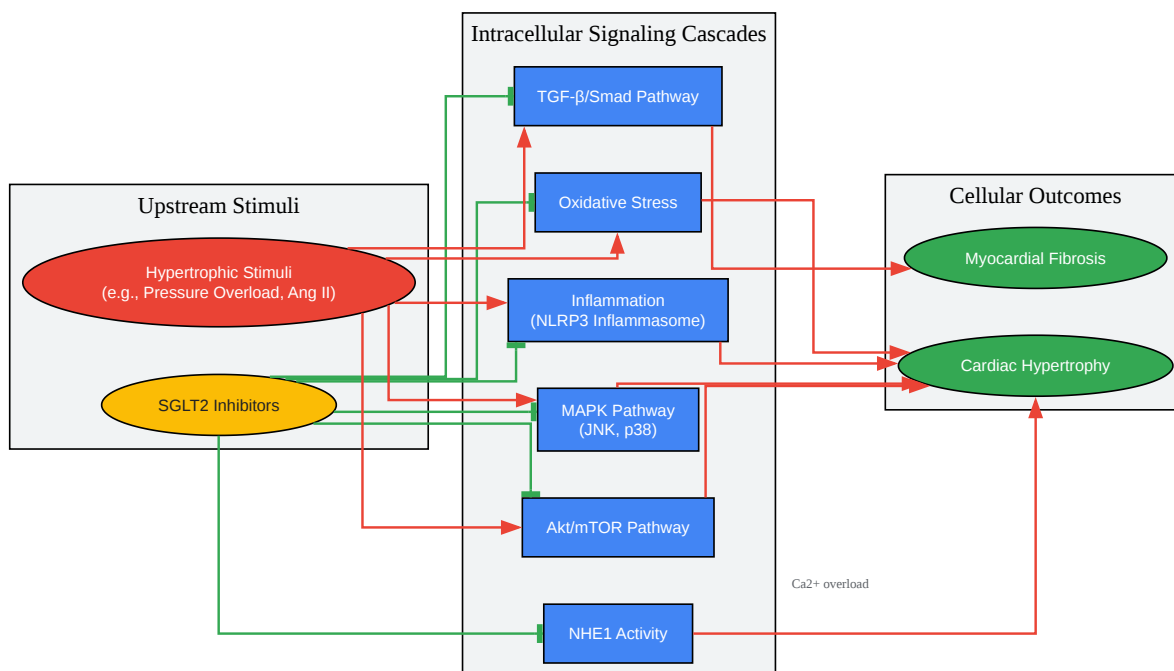 Intracellular Signaling Cascades
TGF-β/Smad Pathway
Oxidative Stress
Inflammation
(NLRP3 Inflammasome)
MAPK Pathway
(JNK, p38)
Akt/mTOR Pathway
NHE1 Activity
Upstream Stimuli
Hypertrophic Stimuli
(e.g., Pressure Overload, Ang II)
SGLT2 Inhibitors
Cellular Outcomes
Myocardial Fibrosis
Cardiac Hypertrophy
Ca2+ overload